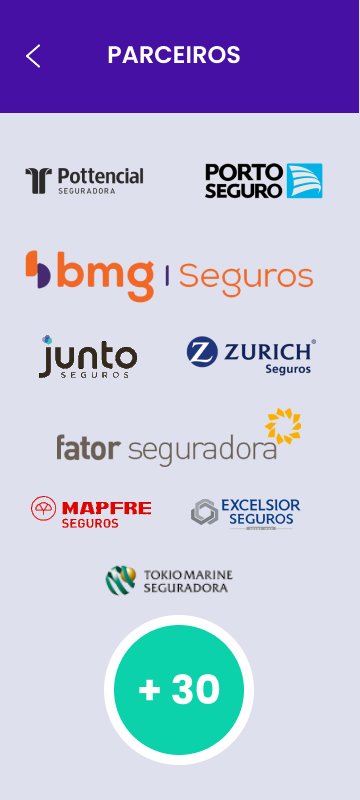 PARCEIROS
Pottencial
SEGURADORA
PORTO
SEGURO
bmg Seguros
junto
SEGUROS
Z ZURICH®
Seguros
fator seguradora
MAPFRE
SEGUROS
EXCELSIOR
SEGUROS
TOKIO MARINE
SEGURADORA
+ 30